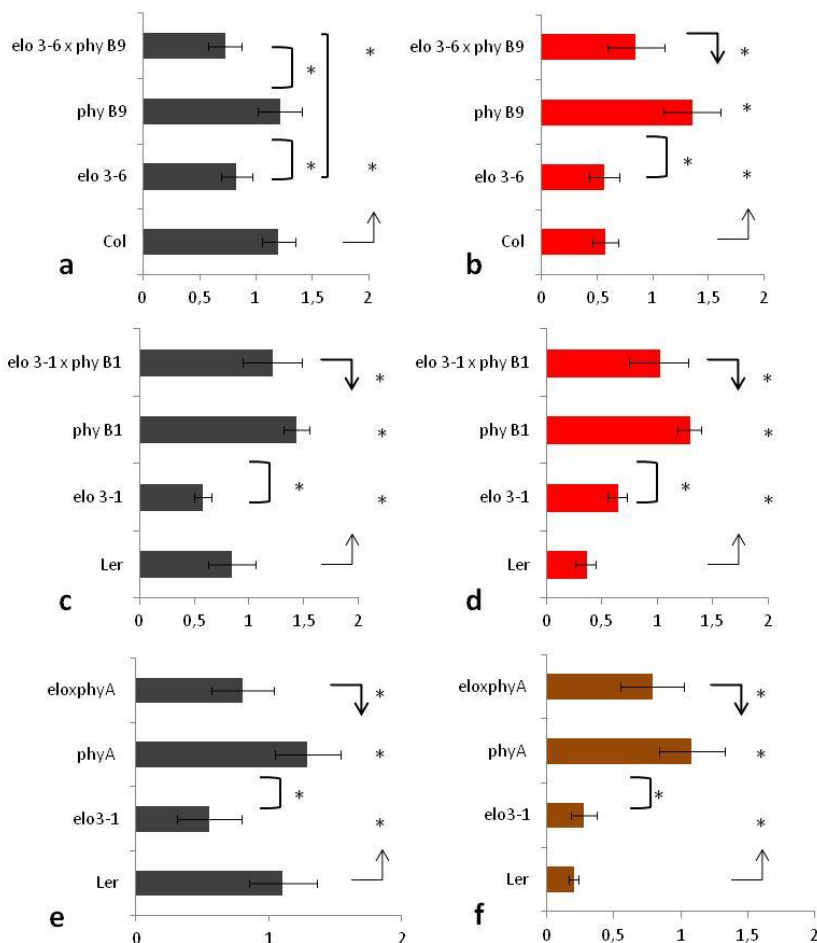 elo 3-6 x phy B9
*
*
phy B9
*
elo 3-6
*
Col
a
0 0,5 1 1,5 2
elo 3-6 x phy B9
*
phy B9
*
elo 3-6
*
*
Col
b
0 0,5 1 1,5 2
elo 3-1 x phy B1
*
phy B1
*
elo 3-1
*
*
Ler
c
0 0,5 1 1,5 2
elo 3-1 x phy B1
*
phy B1
*
elo 3-1
*
*
Ler
d
0 0,5 1 1,5 2
eloxphyA
*
phyA
*
elo3-1
*
*
Ler
e
0 1 2
eloxphyA
*
phyA
*
elo3-1
*
*
Ler
f
0 0,5 1 1,5 2